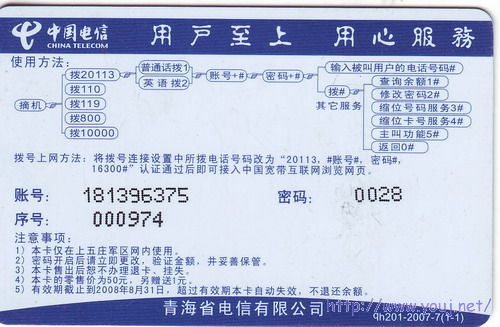 中国电信
CHINA TELECOM
用户至上 用心服務
使用方法：
摘机
拨20113
拨110
拨119
拨800
拨10000
普通话拨1
英语拨2
账号+#
密码+#
输入被叫用户的电话号码#
拨#
其它服务
查询余额1#
修改密码2#
缩位号码服务3#
缩位卡号服务4#
主叫功能5#
返回0#
拨号上网方法：将拨号连接设置中所拨电话号码改为“20113，#账号#，密码#，
16300#”认证通过后即可接入中国宽带互联网浏览网页。
账号：181396375 密码：0028
序号：000974
注意事项：
1）本卡仅在上五庄军区网内使用。
2）密码开启后请立即更改，验证金额，并妥善保管。
3）本卡售出后恕不办理退卡、挂失。
4）本卡的零售价为50元，另赠送1元。
5）有效期截止到2008年8月31日，超过有效期本卡自动失效，不退还余额。
青海省电信有限公司
http://www.youi.net/
qh201-2007-7(1-1)